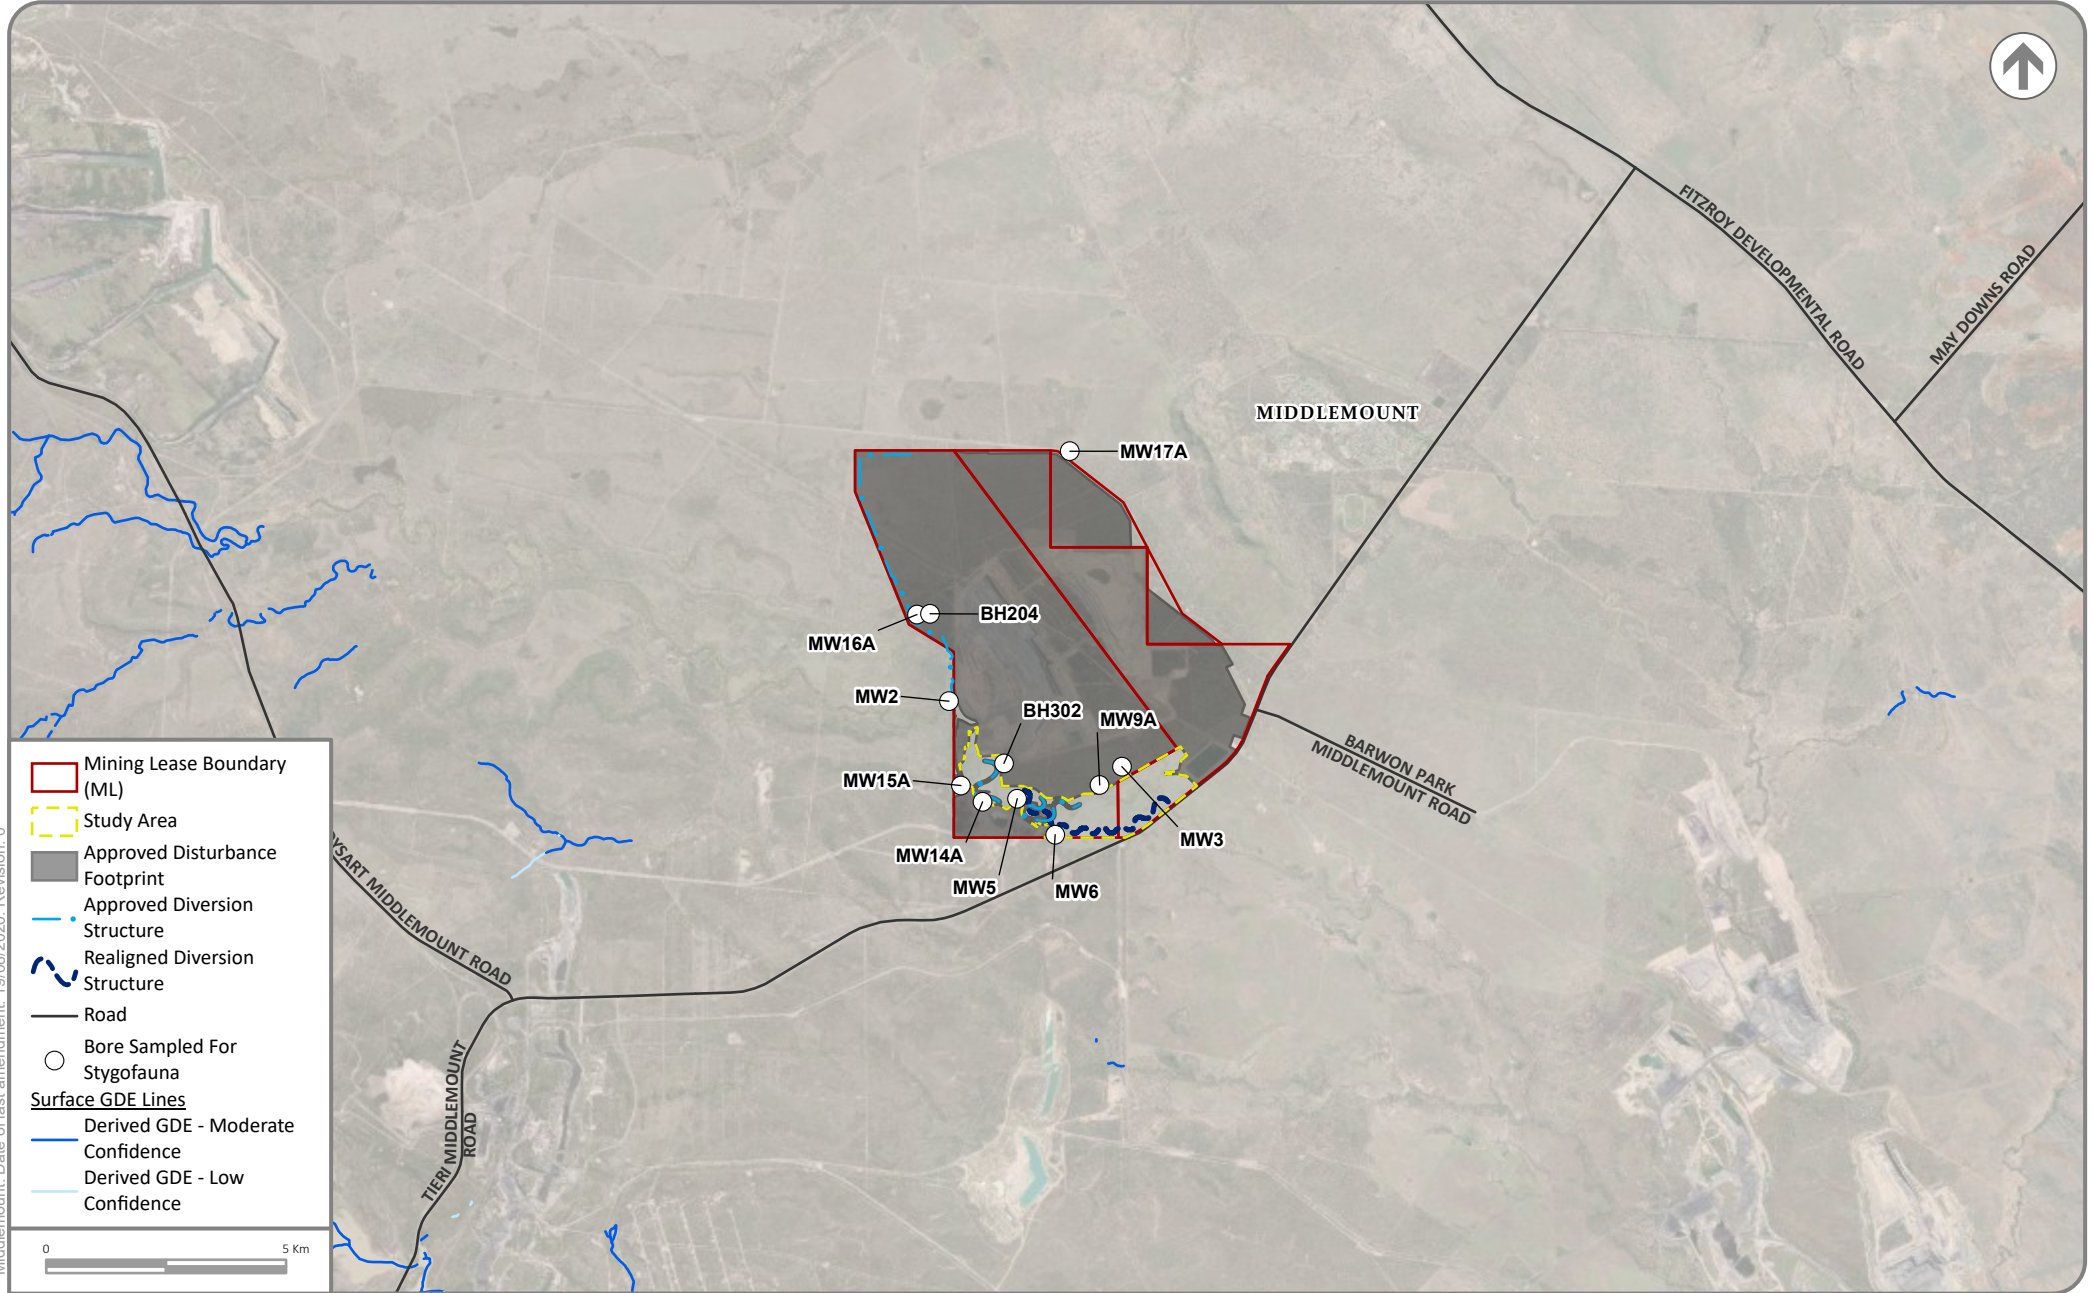 FITZROY DEVELOPMENTAL ROAD
MAY DOWNS ROAD
MIDDLEMOUNT
MW17A
BH204
MW16A
MW2
BH302
MW9A
BARWON PARK
MIDDLEMOUNT ROAD
MW15A
MW3
MW14A
MW5
MW6
YSART MIDDLEMOUNT ROAD
TIERI MIDDLEMOUNT
ROAD
Mining Lease Boundary
(ML)
Study Area
Approved Disturbance
Footprint
Approved Diversion
Structure
Realigned Diversion
Structure
Road
Bore Sampled For
Stygofauna
Surface GDE Lines
Derived GDE - Moderate
Confidence
Derived GDE - Low
Confidence
0 5 Km